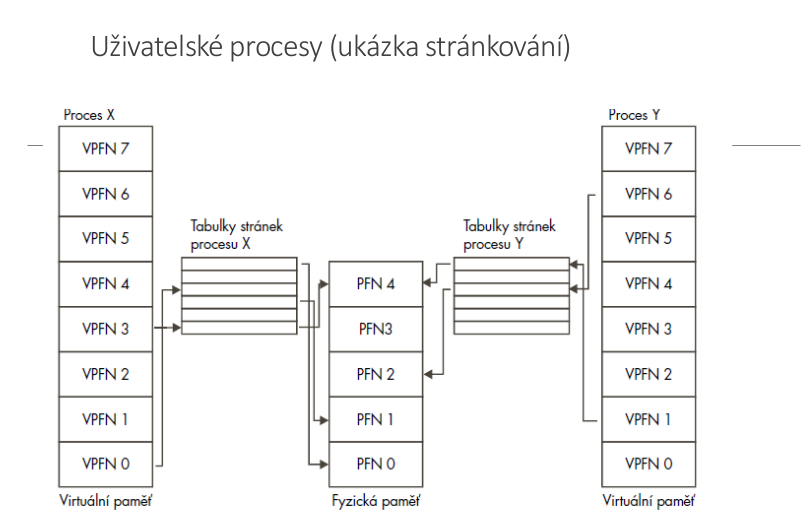 Uživatelské procesy (ukázka stránkování)
Proces X
VPFN 7
VPFN 6
VPFN 5
VPFN 4
VPFN 3
VPFN 2
VPFN 1
VPFN 0
Virtuální paměť
Tabulky stránek
procesu X
PFN 4
PFN3
PFN 2
PFN 1
PFN 0
Fyzická paměť
Tabulky stránek
procesu Y
Proces Y
VPFN 7
VPFN 6
VPFN 5
VPFN 4
VPFN 3
VPFN 2
VPFN 1
VPFN 0
Virtuální paměť